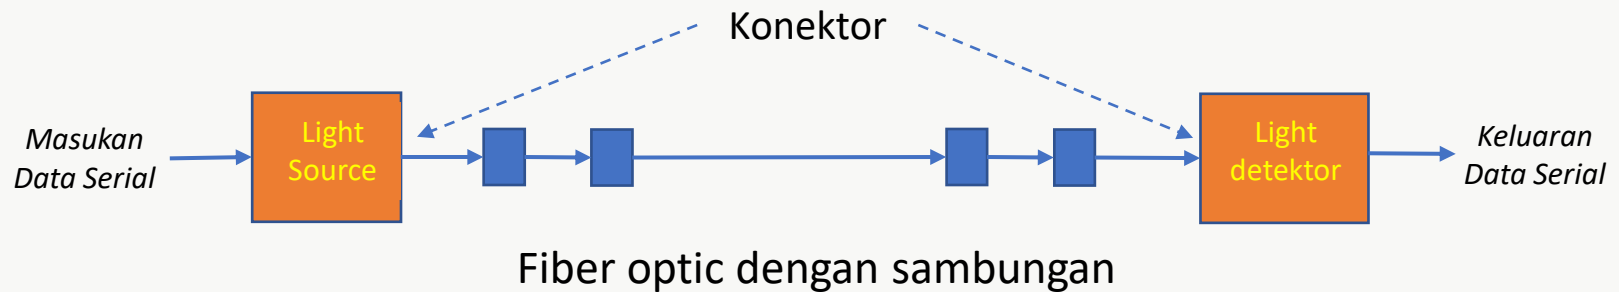 Konektor
Masukan
Data Serial
Light
Source
Light
detektor
Keluaran
Data Serial
Fiber optic dengan sambungan